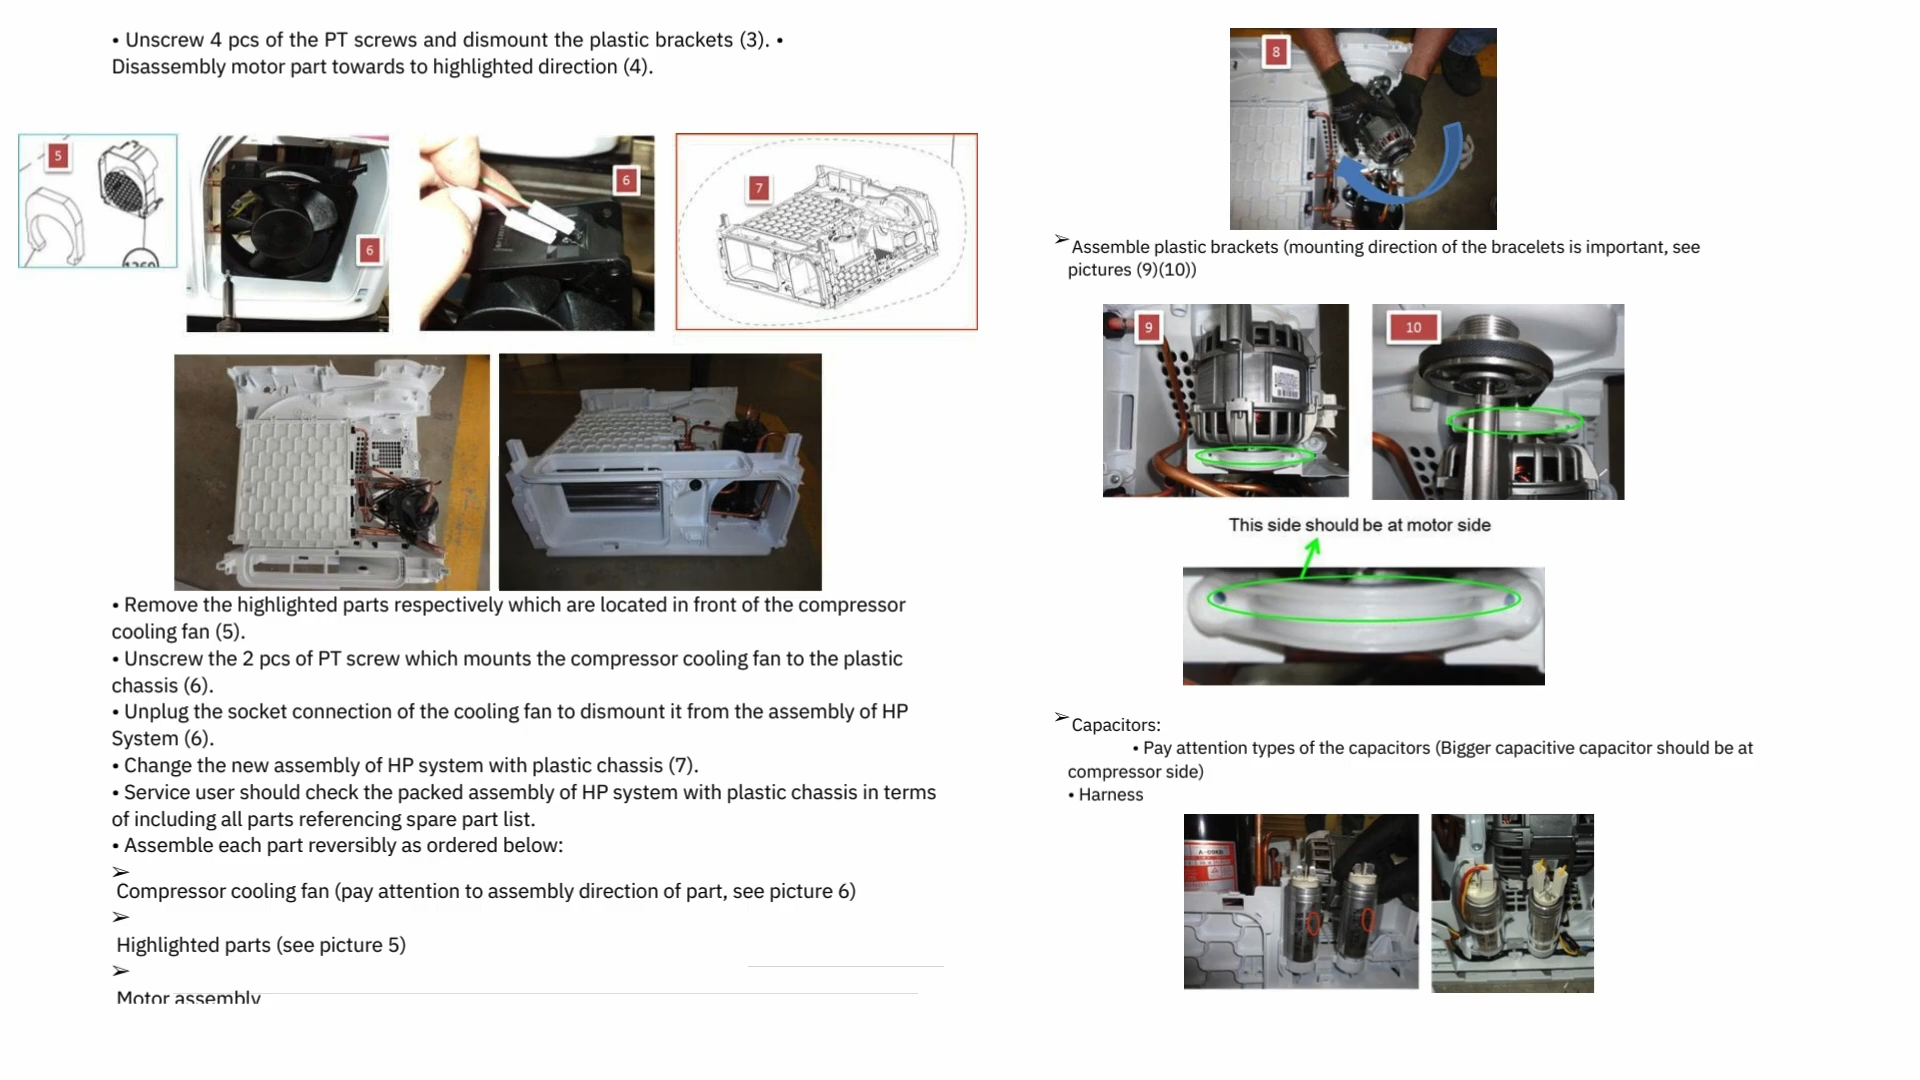 • Unscrew 4 pcs of the PT screws and dismount the plastic brackets (3). •
Disassembly motor part towards to highlighted direction (4).
5
6
6
7
• Remove the highlighted parts respectively which are located in front of the compressor
cooling fan (5).
• Unscrew the 2 pcs of PT screw which mounts the compressor cooling fan to the plastic
chassis (6).
• Unplug the socket connection of the cooling fan to dismount it from the assembly of HP
System (6).
• Change the new assembly of HP system with plastic chassis (7).
• Service user should check the packed assembly of HP system with plastic chassis in terms
of including all parts referencing spare part list.
• Assemble each part reversibly as ordered below:
➢
Compressor cooling fan (pay attention to assembly direction of part, see picture 6)
➢
Highlighted parts (see picture 5)
➢
Motor assembly
8
➢ Assemble plastic brackets (mounting direction of the bracelets is important, see
pictures (9)(10))
9
10
This side should be at motor side
➢ Capacitors:
• Pay attention types of the capacitors (Bigger capacitive capacitor should be at
compressor side)
• Harness